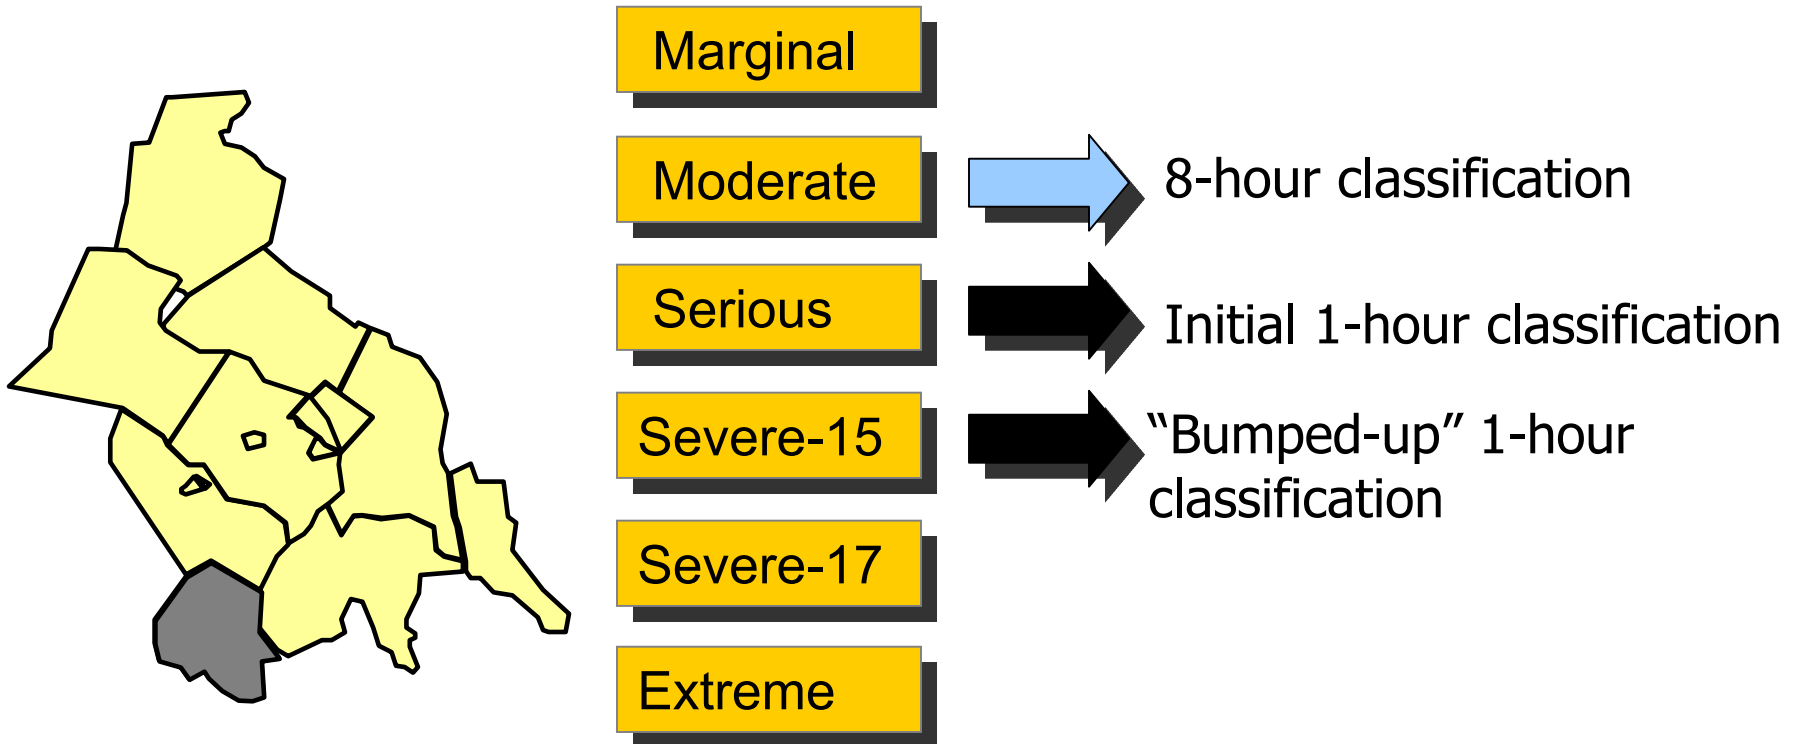 Marginal
Moderate
8-hour classification
Serious
Initial 1-hour classification
Severe-15
“Bumped-up” 1-hour
classification
Severe-17
Extreme